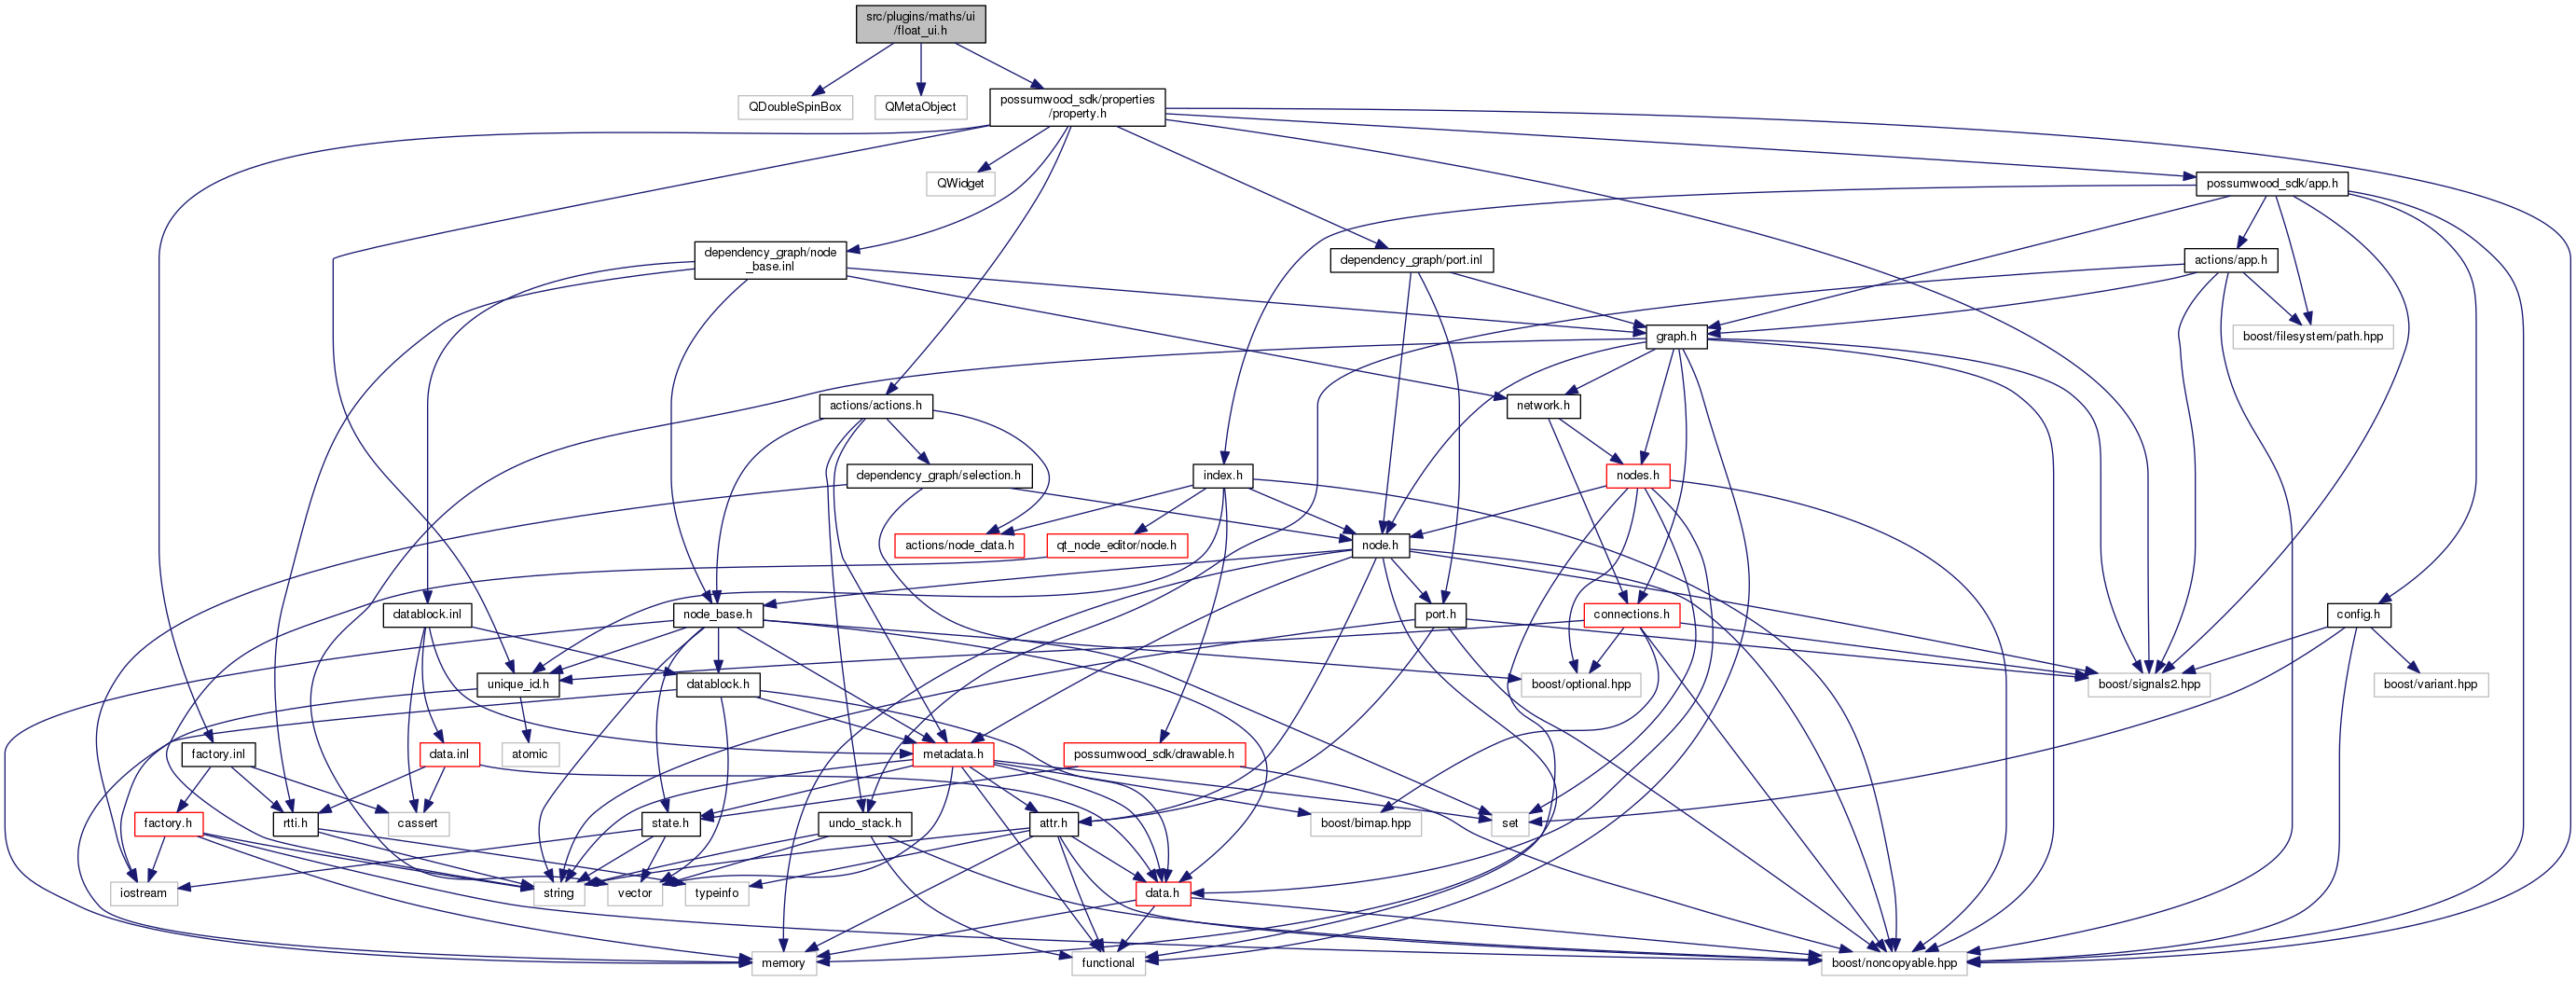 src/plugins/maths/ui
/float_ui.h
QDoubleSpinBox
QMetaObject
possumwood_sdk/properties
/property.h
QWidget
possumwood_sdk/app.h
dependency_graph/node
_base.inl
dependency_graph/port.inl
actions/app.h
graph.h
boost/filesystem/path.hpp
actions/actions.h
network.h
dependency_graph/selection.h
index.h
nodes.h
actions/node_data.h
qt_node_editor/node.h
node.h
datablock.inl
node_base.h
port.h
connections.h
config.h
unique_id.h
datablock.h
boost/optional.hpp
boost/signals2.hpp
boost/variant.hpp
factory.inl
data.inl
atomic
metadata.h
possumwood_sdk/drawable.h
factory.h
rtti.h
cassert
state.h
undo_stack.h
attr.h
boost/bimap.hpp
set
iostream
string
vector
typeinfo
data.h
memory
functional
boost/noncopyable.hpp